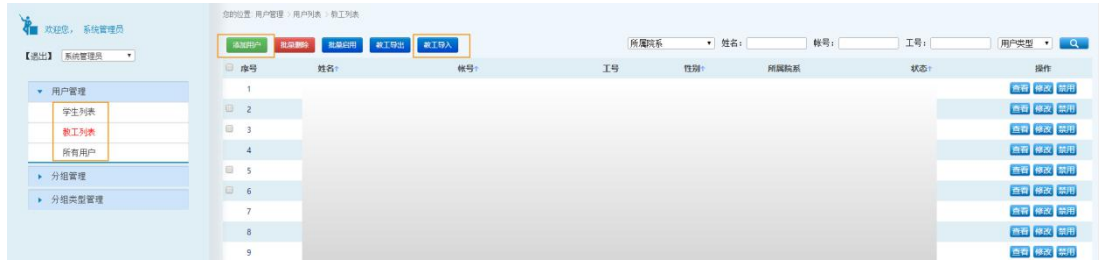 欢迎您， 系统管理员
【退出】 系统管理员
用户管理
学生列表
教工列表
所有用户
分组管理
分组类型管理
您的位置:用户管理 > 用户列表 > 教工列表
添加用户 批量删除 批量启用 教工导出 教工导入 所属院系 姓名: 帐号: 工号: 用户类型
序号 姓名↑ 帐号↑ 工号 性别↑ 所属院系 状态↑ 操作
1 查看 修改 禁用
2 查看 修改 禁用
3 查看 修改 禁用
4 查看 修改 禁用
5 查看 修改 禁用
6 查看 修改 禁用
7 查看 修改 禁用
8 查看 修改 禁用
9 查看 修改 禁用